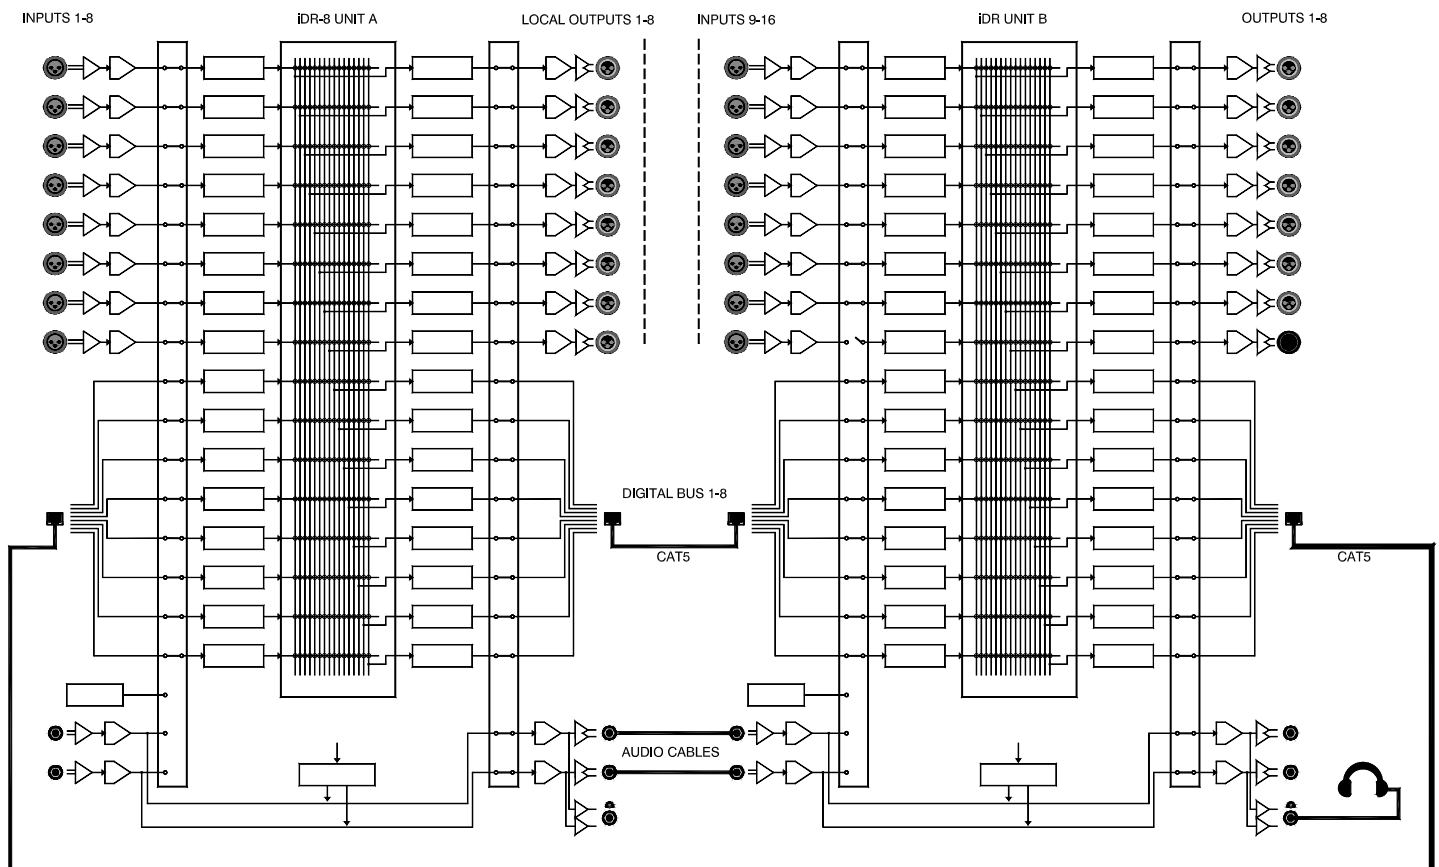 INPUTS 1-8
iDR-8 UNIT A
LOCAL OUTPUTS 1-8
INPUTS 9-16
iDR UNIT B
OUTPUTS 1-8
DIGITAL BUS 1-8
CAT5
CAT5
AUDIO CABLES